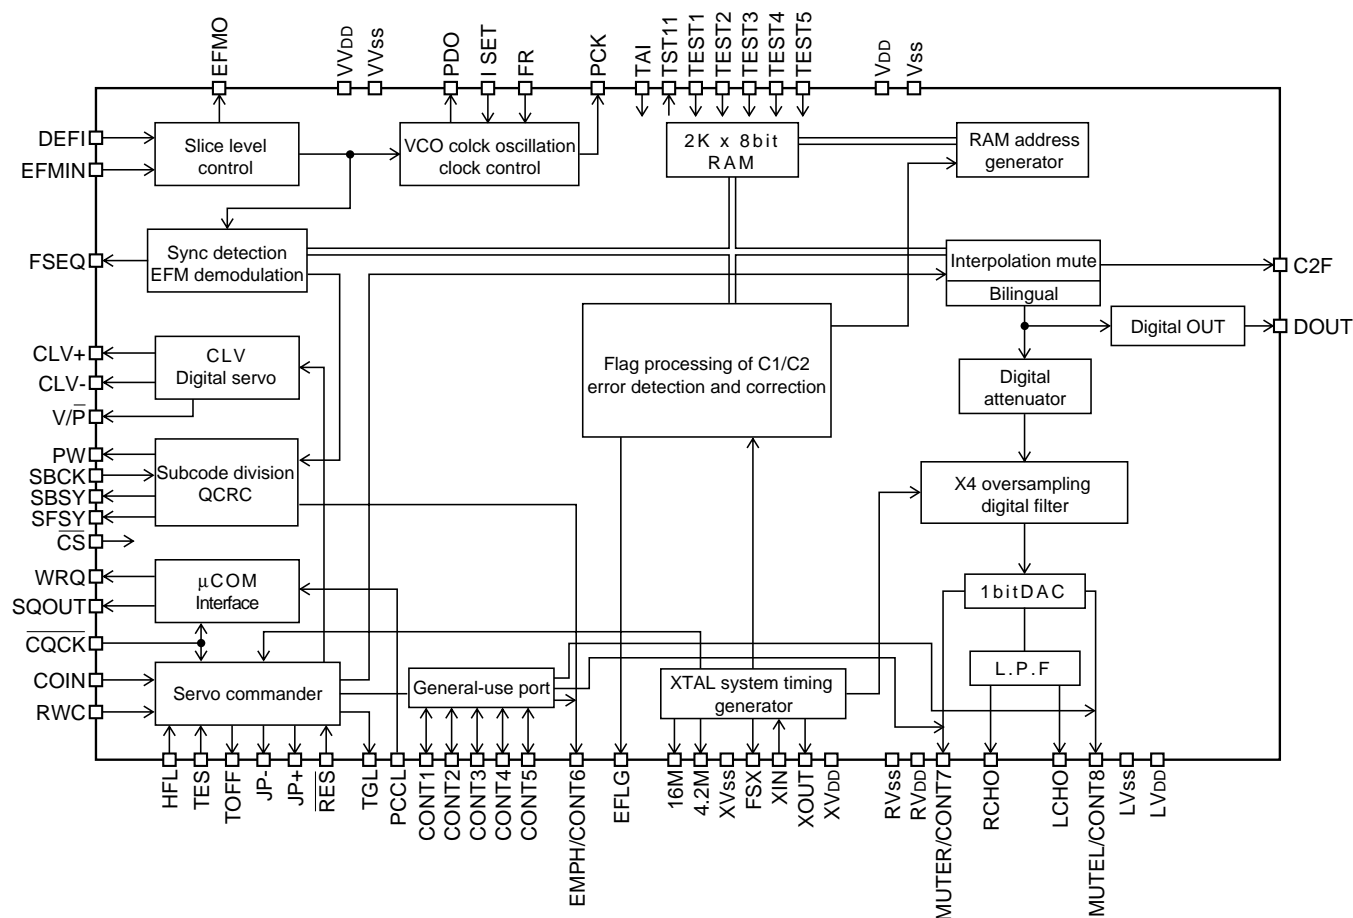 EFMO
VVDD
VVss
PDO
I SET
FR
PCK
TAI
TST11
TEST1
TEST2
TEST3
TEST4
TEST5
VDD
Vss
DEFI
EFMIN
Slice level
control
VCO colck oscillation
clock control
2K x 8bit
RAM
RAM address
generator
FSEQ
Sync detection
EFM demodulation
Interpolation mute
Bilingual
C2F
Digital OUT
DOUT
CLV+
CLV-
V/P̅
CLV
Digital servo
Flag processing of C1/C2
error detection and correction
Digital
attenuator
PW
SBCK
SBSY
SFSY
C̅S̅
Subcode division
QCRC
X4 oversampling
digital filter
WRQ
SQOUT
C̅Q̅C̅K̅
μCOM
Interface
1bitDAC
L.P.F
COIN
RWC
Servo commander
General-use port
XTAL system timing
generator
HFL
TES
TOFF
JP-
JP+
R̅E̅S̅
TGL
PCCL
CONT1
CONT2
CONT3
CONT4
CONT5
EMPH/CONT6
EFLG
16M
4.2M
XVss
FSX
XIN
XOUT
XVDD
RVss
RVDD
MUTER/CONT7
RCHO
LCHO
MUTEL/CONT8
LVss
LVDD